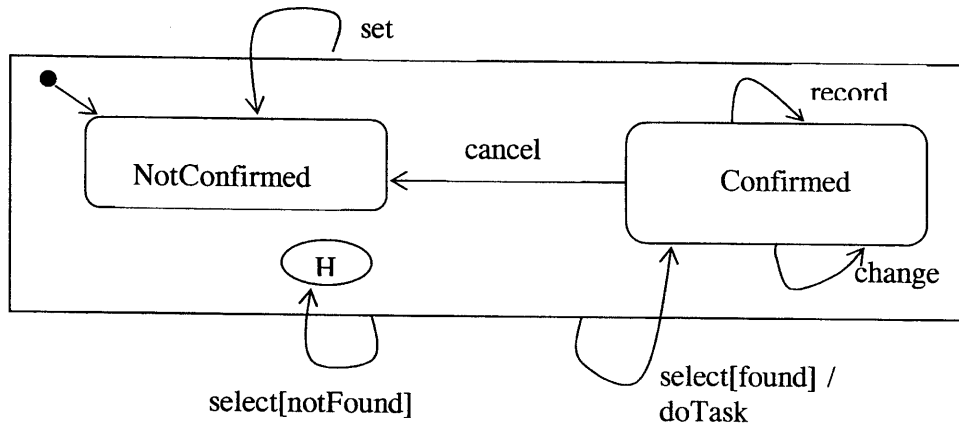 set
record
cancel
NotConfirmed
Confirmed
H
change
select[found] /
doTask
select[notFound]